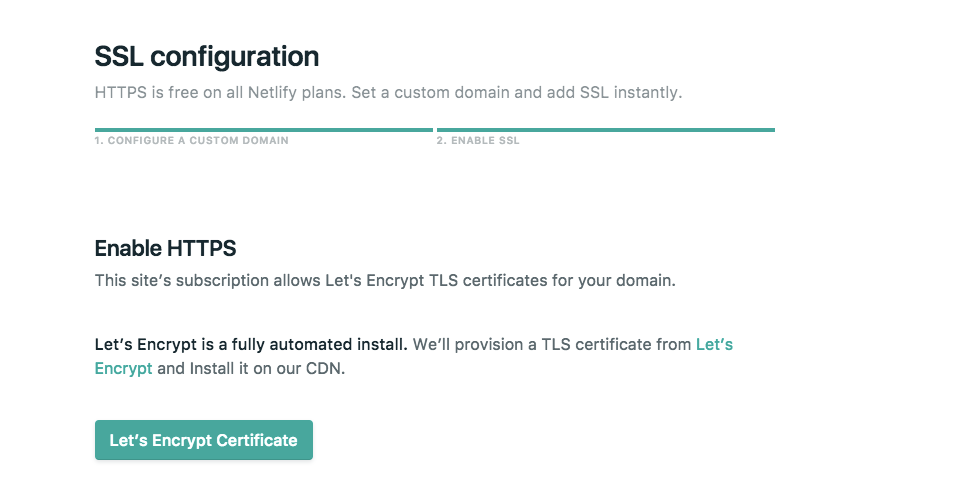 SSL configuration
HTTPS is free on all Netlify plans. Set a custom domain and add SSL instantly.
1. CONFIGURE A CUSTOM DOMAIN
2. ENABLE SSL
Enable HTTPS
This site’s subscription allows Let's Encrypt TLS certificates for your domain.
Let’s Encrypt is a fully automated install. We’ll provision a TLS certificate from Let’s
Encrypt and Install it on our CDN.
Let’s Encrypt Certificate